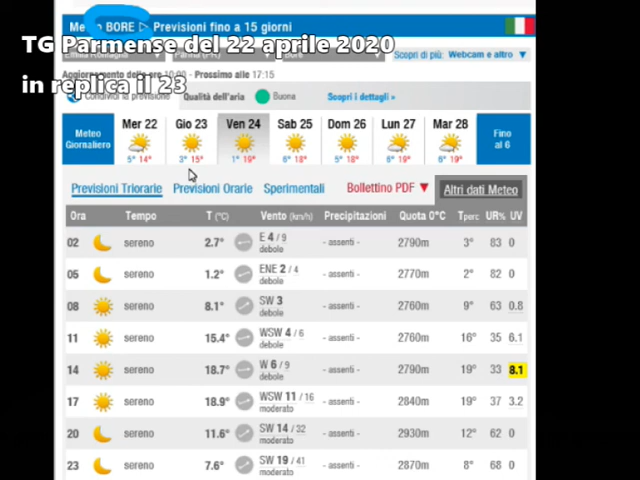 Meteo BORE ▷ Previsioni fino a 15 giorni
TG Parmense del 22 aprile 2020
Scopri di più: Webcam e altro
in replica il 23
Prossimo alle 17:15
Condividi la previsione Qualità dell'aria Buona Scopri i dettagli »
Meteo Giornaliero Mer 22 Gio 23 Ven 24 Sab 25 Dom 26 Lun 27 Mar 28 Fino al 6
5° 14° 3° 15° 1° 19° 6° 18° 5° 18° 6° 19° 6° 19°
Previsioni Triorarie Previsioni Orarie Sperimentali Bollettino PDF ▼ Altri dati Meteo
Ora Tempo T (°C) Vento (km/h) Precipitazioni Quota 0°C Tperc UR% UV
02 sereno 2.7° E 4 / 9 debole - assenti - 2790m 3° 83 0
05 sereno 1.2° ENE 2 / 4 debole - assenti - 2770m 2° 82 0
08 sereno 8.1° SW 3 debole - assenti - 2760m 9° 63 0.8
11 sereno 15.4° WSW 4 / 6 debole - assenti - 2760m 16° 35 6.1
14 sereno 18.7° W 6 / 9 debole - assenti - 2790m 19° 33 8.1
17 sereno 18.9° WSW 11 / 16 moderato - assenti - 2840m 19° 37 3.2
20 sereno 11.6° SW 14 / 32 moderato - assenti - 2930m 12° 62 0
23 sereno 7.6° SW 19 / 41 moderato - assenti - 2870m 8° 68 0